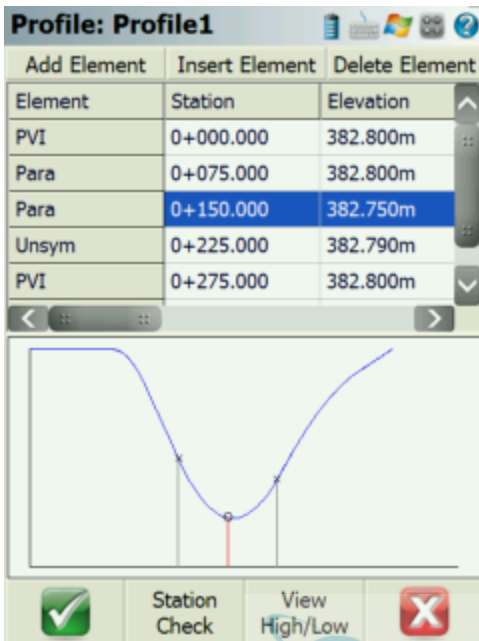 Profile: Profile1
Add Element Insert Element Delete Element
Element Station Elevation
PVI 0+000.000 382.800m
Para 0+075.000 382.800m
Para 0+150.000 382.750m
Unsym 0+225.000 382.790m
PVI 0+275.000 382.800m
Station Check
View High/Low